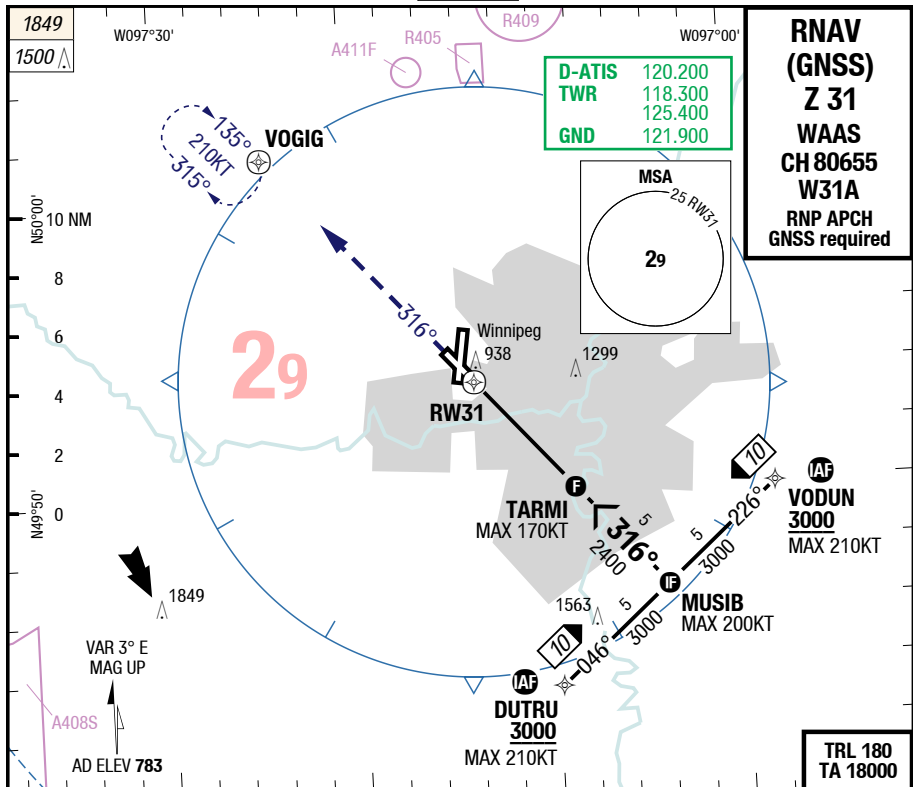 1849
1500
W097°30'
R409
A411F
R405
W097°00'
D-ATIS 120.200
TWR 118.300
125.400
GND 121.900
RNAV
(GNSS)
Z 31
WAAS
CH 80655
W31A
RNP APCH
GNSS required
135°
210KT
315°
VOGIG
MSA
25 RW31
29
N50°00'
10 NM
8
6
4
2
0
N49°50'
316°
29
Winnipeg
938
1299
RW31
TARMI
MAX 170KT
10
IAF
VODUN
3000
MAX 210KT
226°
5
3000
5
316°
2400
F
IF
MUSIB
MAX 200KT
1849
1563
5
3000
10
046°
IAF
DUTRU
3000
MAX 210KT
VAR 3° E
MAG UP
A408S
AD ELEV 783
TRL 180
TA 18000